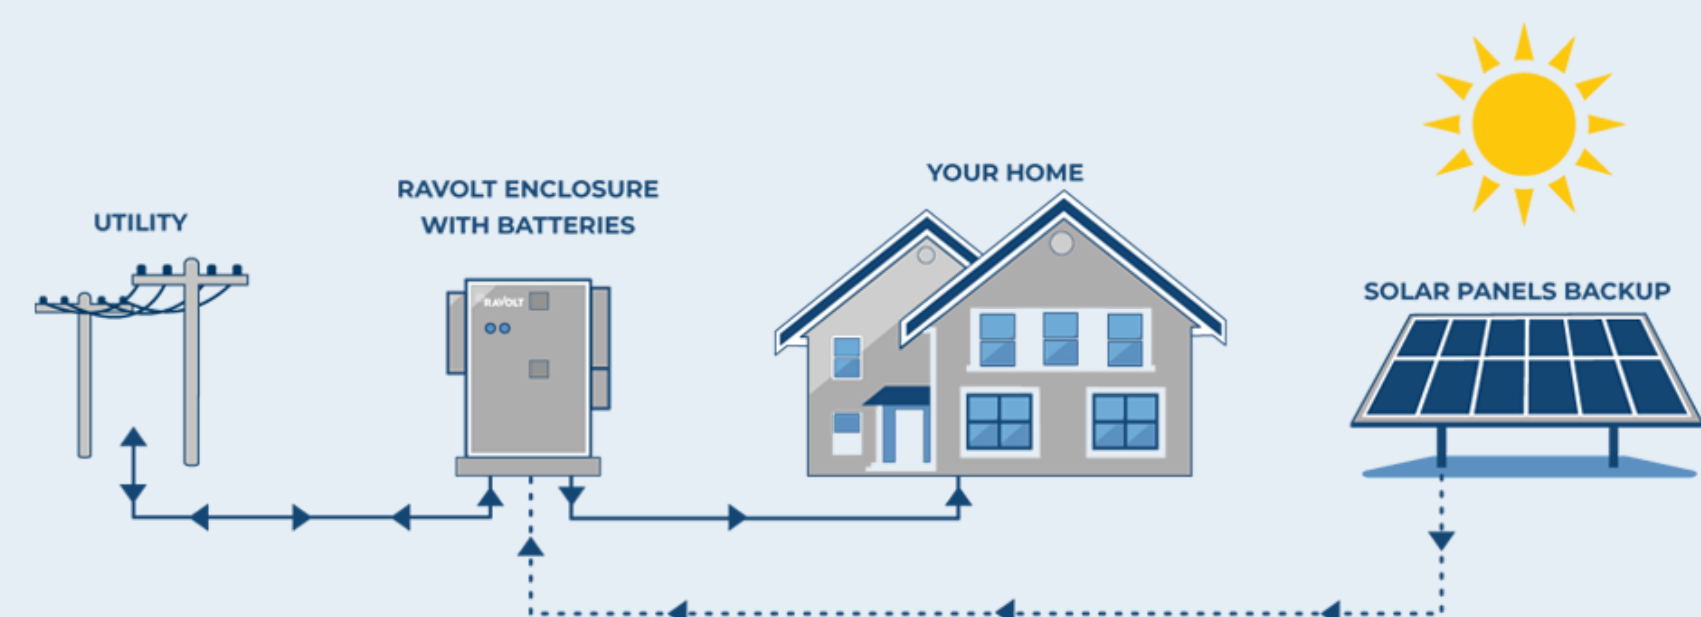 UTILITY
RAVOLT ENCLOSURE
WITH BATTERIES
RAVOLT
YOUR HOME
SOLAR PANELS BACKUP